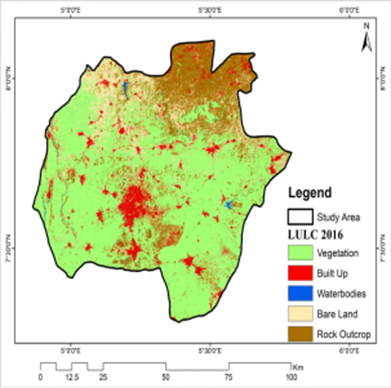 5°0'0"E 5°30'0"E 6°0'0"E
N
8°0'0"N 8°0'0"N
7°30'0"N 7°30'0"N
Legend
Study Area
LULC 2016
Vegetation
Built Up
Waterbodies
Bare Land
Rock Outcrop
5°0'0"E 5°30'0"E 6°0'0"E
Km
0 12.5 25 50 75 100